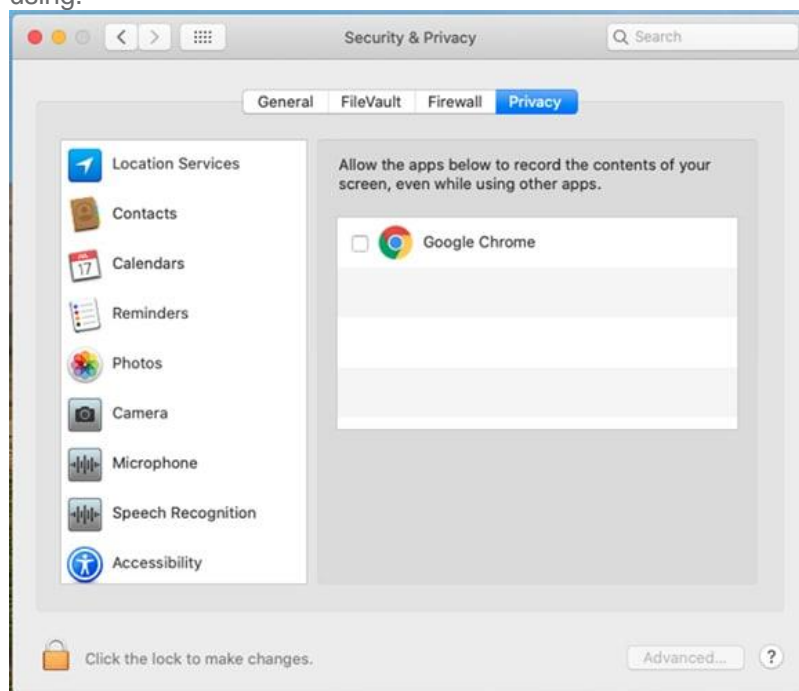 using.
Security & Privacy
Search
General FileVault Firewall Privacy
Location Services
Contacts
17
Calendars
Reminders
Photos
Camera
Microphone
Speech Recognition
Accessibility
Allow the apps below to record the contents of your
screen, even while using other apps.
Google Chrome
Click the lock to make changes.
Advanced...
?